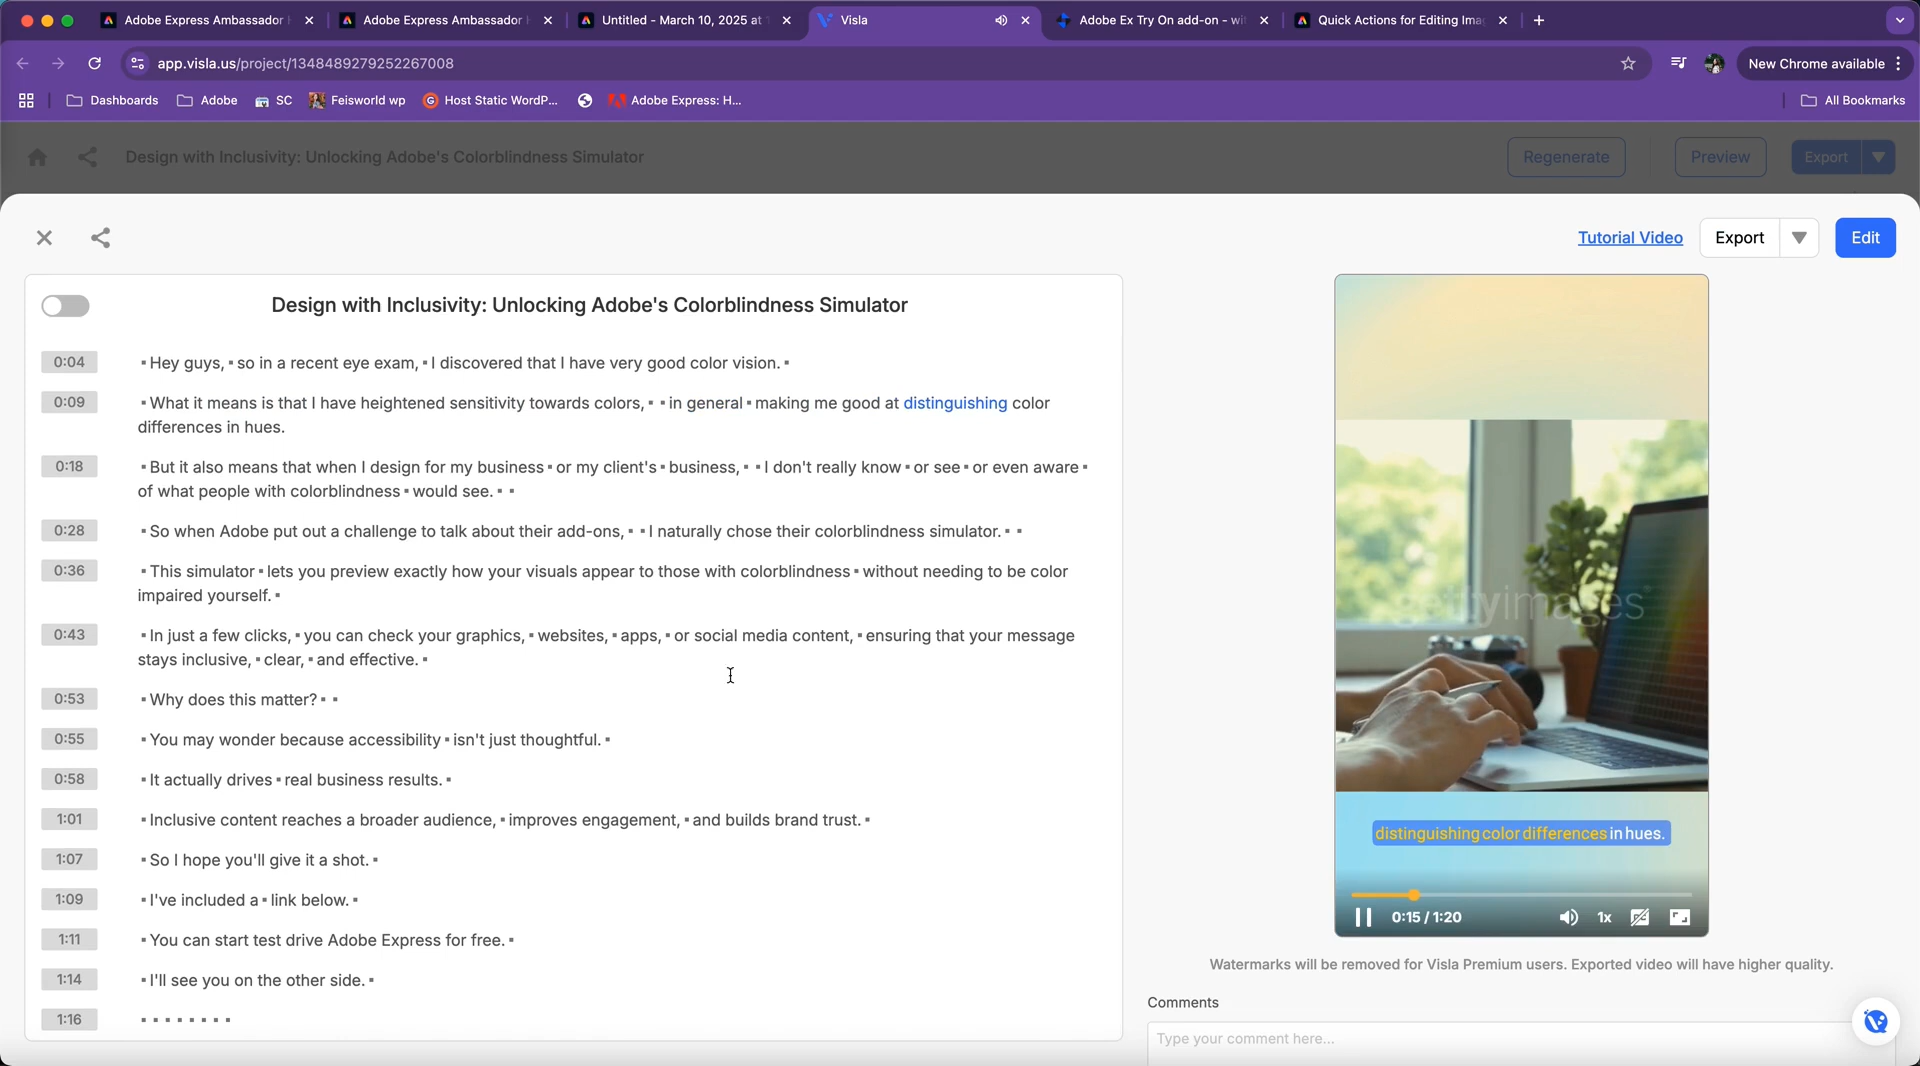 Adobe Express Ambassador
Adobe Express Ambassador
Untitled - March 10, 2025 at
Visla
Adobe Ex Try On add-on - wi
Quick Actions for Editing Ima
app.visla.us/project/1348489279252267008
New Chrome available
Dashboards
Adobe
SC
Feisworld wp
Host Static WordP...
Adobe Express: H...
All Bookmarks
Design with Inclusivity: Unlocking Adobe's Colorblindness Simulator
Regenerate
Preview
Export
Tutorial Video
Export
Edit
Design with Inclusivity: Unlocking Adobe's Colorblindness Simulator
0:04
Hey guys, so in a recent eye exam, I discovered that I have very good color vision.
0:09
What it means is that I have heightened sensitivity towards colors, in general making me good at distinguishing color
differences in hues.
0:18
But it also means that when I design for my business or my client's business, I don't really know or see or even aware
of what people with colorblindness would see.
0:28
So when Adobe put out a challenge to talk about their add-ons, I naturally chose their colorblindness simulator.
0:36
This simulator lets you preview exactly how your visuals appear to those with colorblindness without needing to be color
impaired yourself.
0:43
In just a few clicks, you can check your graphics, websites, apps, or social media content, ensuring that your message
stays inclusive, clear, and effective.
0:53
Why does this matter?
0:55
You may wonder because accessibility isn't just thoughtful.
0:58
It actually drives real business results.
1:01
Inclusive content reaches a broader audience, improves engagement, and builds brand trust.
1:07
So I hope you'll give it a shot.
1:09
I've included a link below.
1:11
You can start test drive Adobe Express for free.
1:14
I'll see you on the other side.
1:16
gettyimages
distinguishing color differences in hues.
0:15 / 1:20
1x
Watermarks will be removed for Visla Premium users. Exported video will have higher quality.
Comments
Type your comment here...